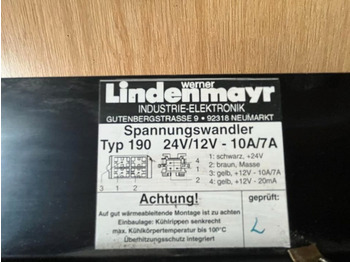 werner
Lindenmayr
INDUSTRIE-ELEKTRONIK
GUTENBERGSTRASSE 9 • 92318 NEUMARKT
Spannungswandler
Typ 190 24V/12V - 10A/7A
1: schwarz, +24V
2: braun, Masse
3: gelb, +12V - 10A/7A
4: gelb, +12V - 20mA
4
1
3 1 2
Achtung!
Auf gut wärmeableitende Montage ist zu achten
Einbaulage: Kühlrippen senkrecht
max. Kühlkörpertemperatur bis 100°C
Überhitzungsschutz integriert
geprüft: